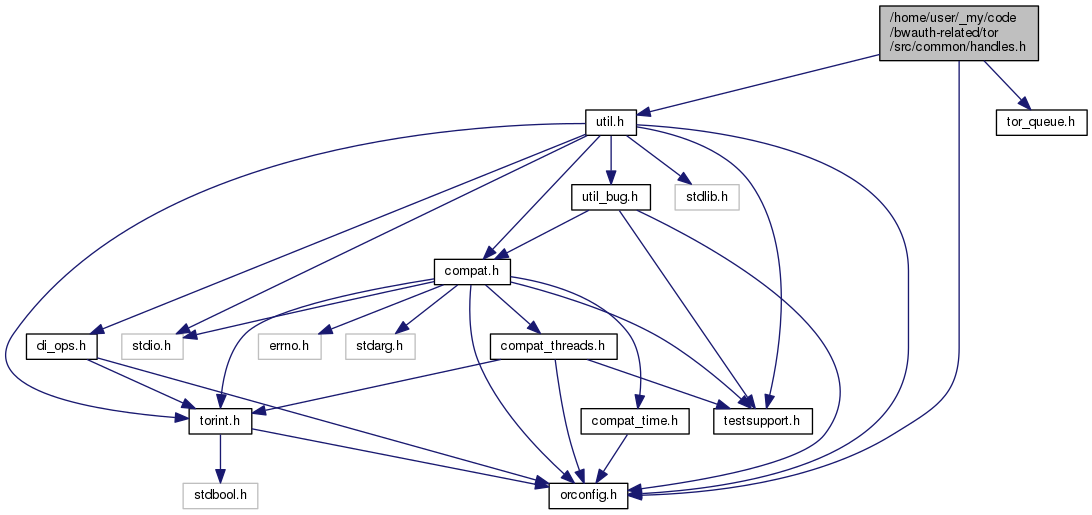 /home/user/_my/code
/bwauth-related/tor
/src/common/handles.h
util.h
tor_queue.h
util_bug.h
stdlib.h
compat.h
di_ops.h
stdio.h
errno.h
stdarg.h
compat_threads.h
torint.h
compat_time.h
testsupport.h
stdbool.h
orconfig.h